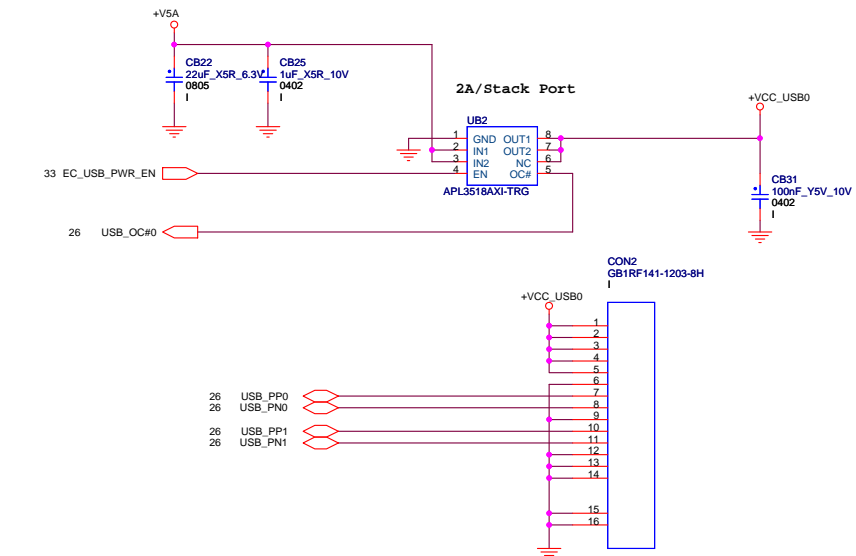 +V5A
CB22
22uF_X5R_6.3V
0805
I
CB25
1uF_X5R_10V
0402
I
2A/Stack Port
UB2
1 GND OUT1 8
2 IN1 OUT2 7
3 IN2 NC 6
4 EN OC# 5
APL3518AXI-TRG
+VCC_USB0
33 EC_USB_PWR_EN
CB31
100nF_Y5V_10V
0402
I
26 USB_OC#0
CON2
GB1RF141-1203-8H
I
+VCC_USB0
1
2
3
4
5
6
26 USB_PP0 7
26 USB_PN0 8
9
26 USB_PP1 10
26 USB_PN1 11
12
13
14
15
16